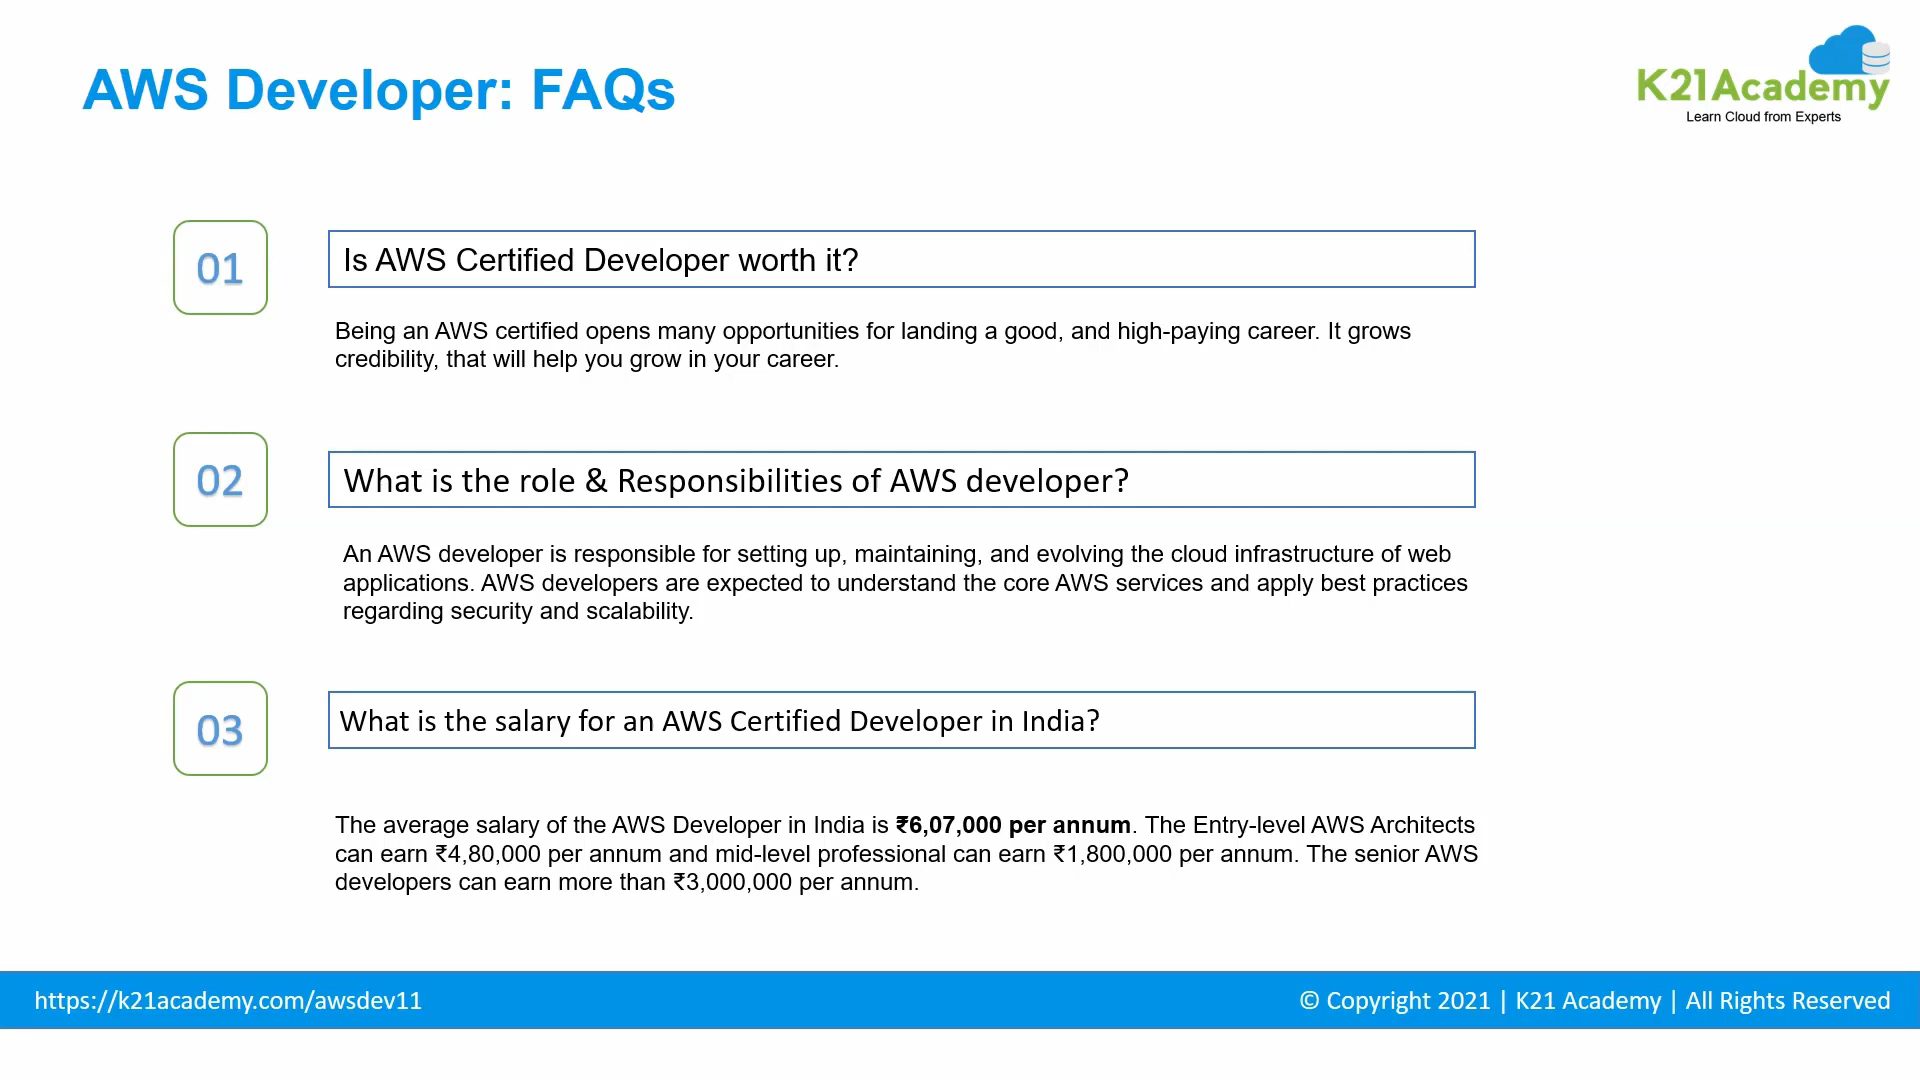 AWS Developer: FAQs
K21Academy
Learn Cloud from Experts
01
Is AWS Certified Developer worth it?
Being an AWS certified opens many opportunities for landing a good, and high-paying career. It grows
credibility, that will help you grow in your career.
02
What is the role & Responsibilities of AWS developer?
An AWS developer is responsible for setting up, maintaining, and evolving the cloud infrastructure of web
applications. AWS developers are expected to understand the core AWS services and apply best practices
regarding security and scalability.
03
What is the salary for an AWS Certified Developer in India?
The average salary of the AWS Developer in India is ₹6,07,000 per annum. The Entry-level AWS Architects
can earn ₹4,80,000 per annum and mid-level professional can earn ₹1,800,000 per annum. The senior AWS
developers can earn more than ₹3,000,000 per annum.
https://k21academy.com/awsdev11
© Copyright 2021 | K21 Academy | All Rights Reserved